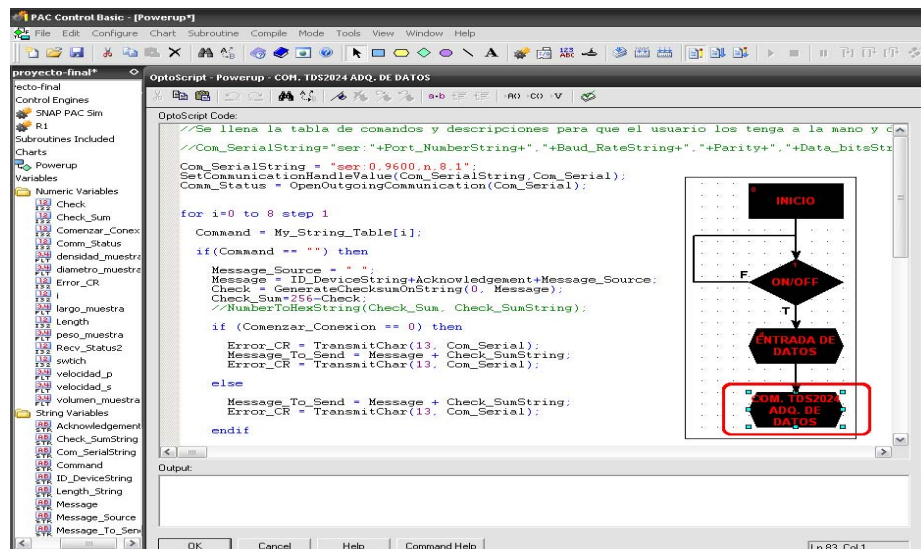 PAC Control Basic - [Powerup*]
File Edit Configure Chart Subroutine Compile Mode Tools View Window Help
proyecto-final*
ecto-final
Control Engines
SNAP PAC Sim
R1
Subroutines Included
Charts
Powerup
Variables
Numeric Variables
Check
Check_Sum
Comenzar_Conex
Comm_Status
densidad_muestra
diametro_muestra
Error_CR
i
largo_muestra
Length
peso_muestra
Recv_Status2
swtich
velocidad_p
velocidad_s
volumen_muestra
String Variables
Acknowledgement
Check_SumString
Com_SerialString
Command
ID_DeviceString
Length_String
Message
Message_Source
Message_To_Sen
OptoScript - Powerup - COM. TDS2024 ADQ. DE DATOS
OptoScript Code:
//Se llena la tabla de comandos y descripciones para que el usuario los tenga a la mano y
//Com_SerialString="ser:"+Port_NumberString+","+Baud_RateString+","+Parity+","+Data_bitsStr
Com_SerialString = "ser:0,9600,n,8,1";
SetCommunicationHandleValue(Com_SerialString,Com_Serial);
Comm_Status = OpenOutgoingCommunication(Com_Serial);
for i=0 to 8 step 1
Command = My_String_Table[i];
if(Command == "") then
Message_Source = " ";
Message = ID_DeviceString+Acknowledgement+Message_Source;
Check = GenerateChecksumOnString(0, Message);
Check_Sum=256-Check;
//NumberToHexString(Check_Sum, Check_SumString);
if (Comenzar_Conexion == 0) then
Error_CR = TransmitChar(13, Com_Serial);
Message_To_Send = Message + Check_SumString;
Error_CR = TransmitChar(13, Com_Serial);
else
Message_To_Send = Message + Check_SumString;
Error_CR = TransmitChar(13, Com_Serial);
endif
INICIO
F
ON/OFF
T
ENTRADA DE
DATOS
COM. TDS2024
ADQ. DE
DATOS
Output:
OK Cancel Help Command Help
Ln 83, Col 1